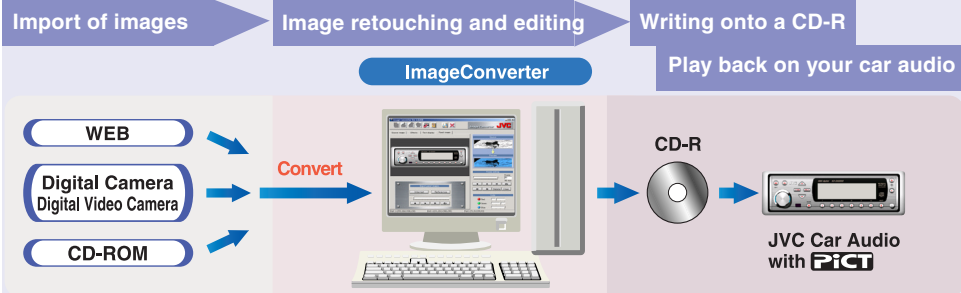 Import of images
Image retouching and editing
Writing onto a CD-R
Play back on your car audio
ImageConverter
WEB
Digital Camera
Digital Video Camera
CD-ROM
Convert
JVC
CD-R
JVC Car Audio
with PiCT